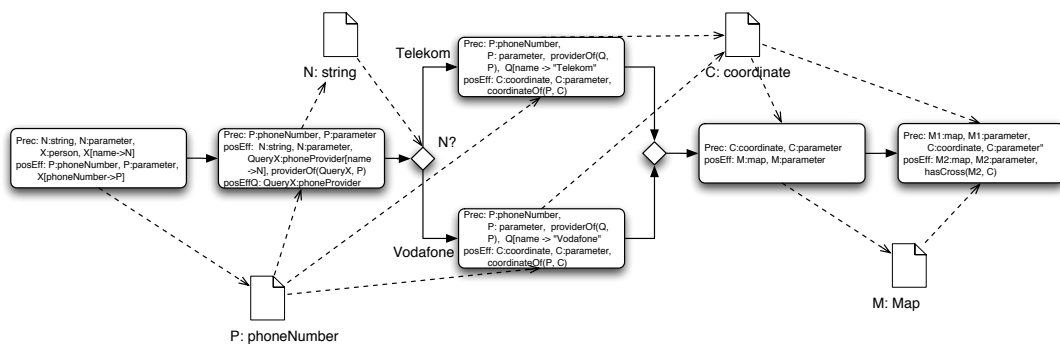 N: string
Telekom
Prec: P:phoneNumber,
P: parameter,  providerOf(Q,
P),  Q[name -> "Telekom"
posEff: C:coordinate, C:parameter,
coordinateOf(P, C)
C: coordinate
Prec: N:string, N:parameter,
X:person, X[name->N]
posEff: P:phoneNumber, P:parameter,
X[phoneNumber->P]
Prec: P:phoneNumber, P:parameter
posEff:  N:string, N:parameter,
QueryX:phoneProvider[name
->N], providerOf(QueryX, P)
posEffQ: QueryX:phoneProvider
N?
Prec: C:coordinate, C:parameter
posEff: M:map, M:parameter
Prec: M1:map, M1:parameter,
C:coordinate, C:parameter"
posEff: M2:map, M2:parameter,
hasCross(M2, C)
Vodafone
Prec: P:phoneNumber,
P: parameter,  providerOf(Q,
P),  Q[name -> "Vodafone"
posEff: C:coordinate, C:parameter,
coordinateOf(P, C)
P: phoneNumber
M: Map